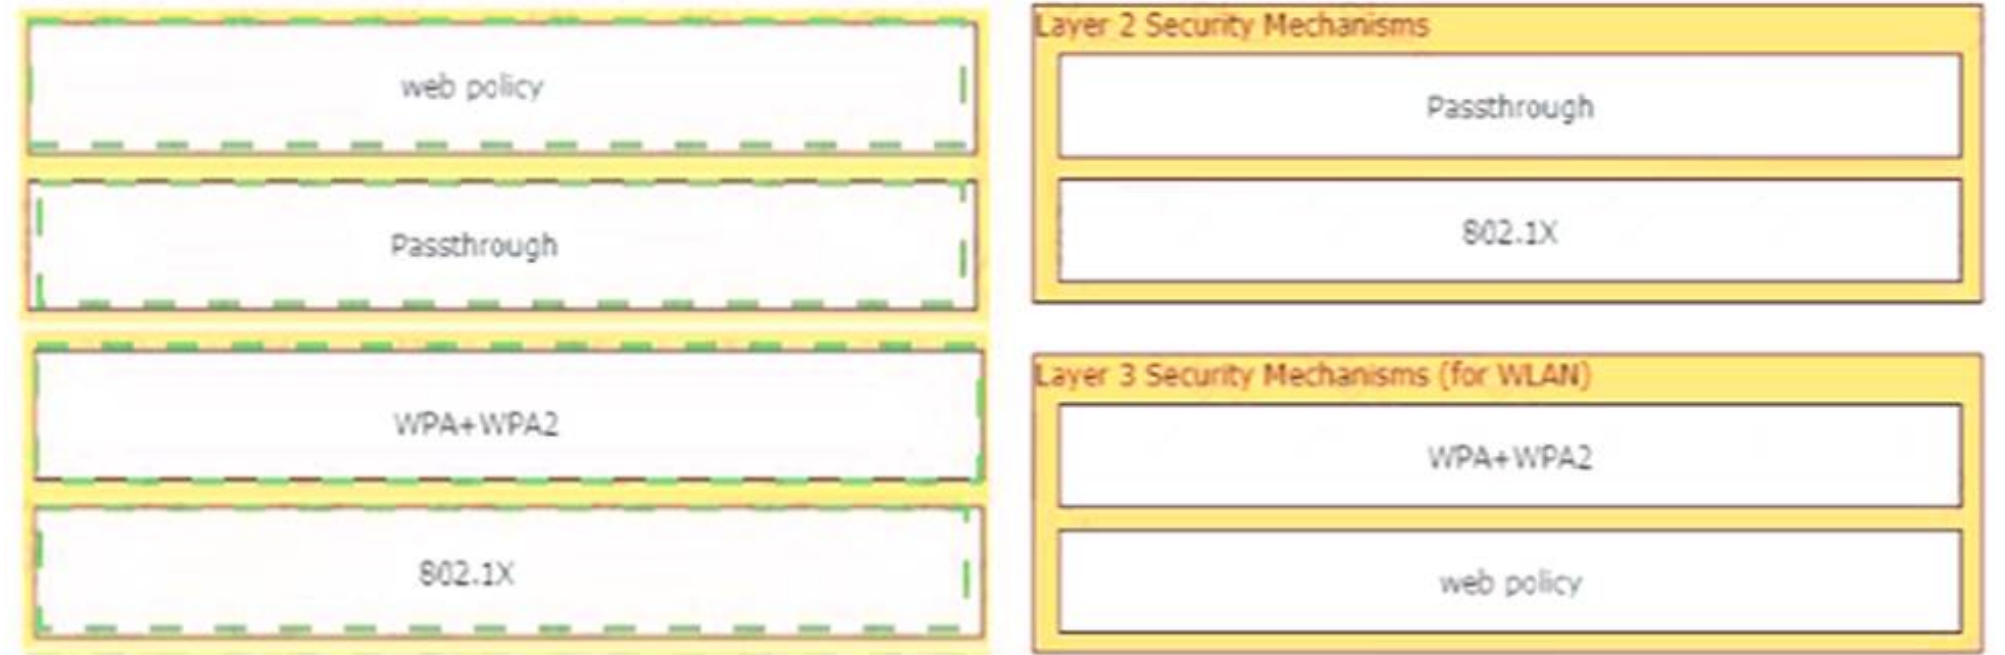 web policy
Passthrough
WPA+WPA2
802.1X
Layer 2 Security Mechanisms
Passthrough
802.1X
Layer 3 Security Mechanisms (for WLAN)
WPA+WPA2
web policy